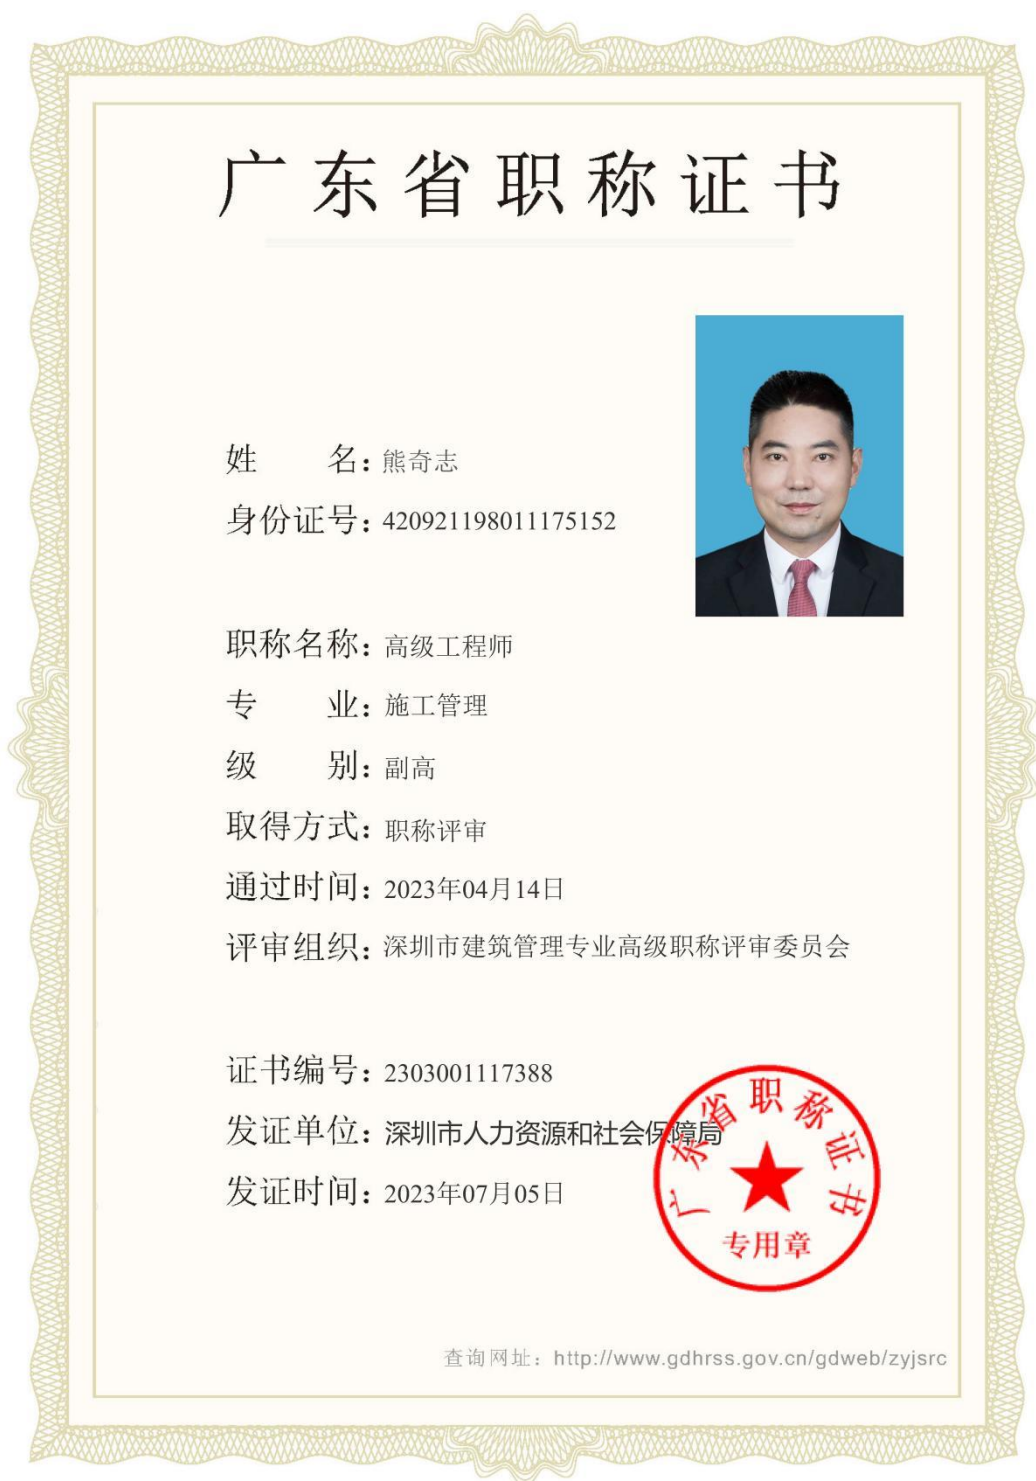 广东省职称证书
姓 名：熊奇志
身份证号：420921198011175152
职称名称：高级工程师
专 业：施工管理
级 别：副高
取得方式：职称评审
通过时间：2023年04月14日
评审组织：深圳市建筑管理专业高级职称评审委员会
证书编号：2303001117388
发证单位：深圳市人力资源和社会保障局
发证时间：2023年07月05日
广东省职称证书
专用章
查询网址：http://www.gdhrss.gov.cn/gdweb/zyjsrc